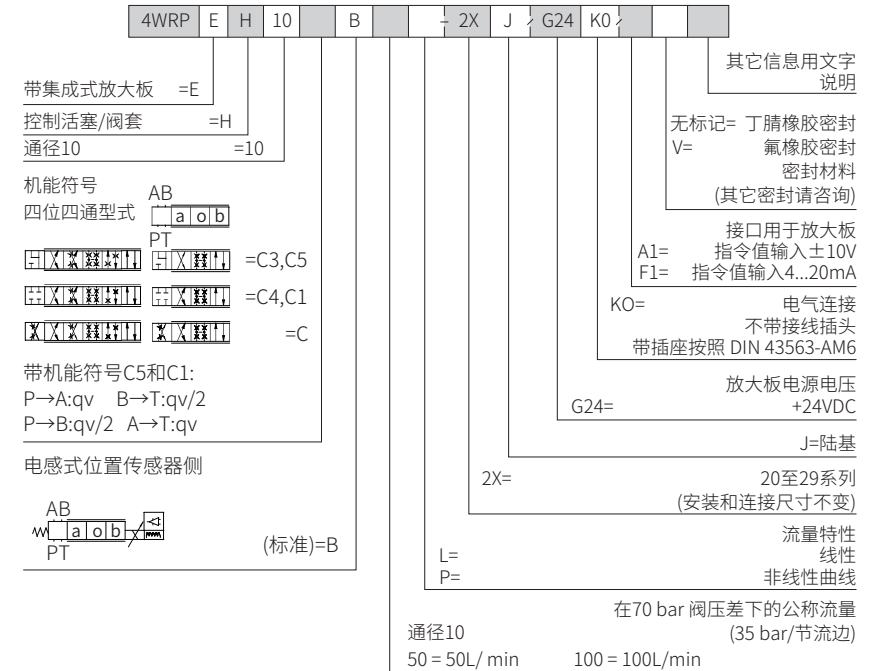 4WRP E H 10 B - 2X J / G24 K0 /
带集成式放大板 =E
控制活塞/阀套 =H
通径10 =10
机能符号
四位四通型式
AB
a o b
PT
=C3,C5
=C4,C1
=C
带机能符号C5和C1:
P→A:qv B→T:qv/2
P→B:qv/2 A→T:qv
电感式位置传感器侧
AB
a o b
PT
(标准)=B
其它信息用文字
说明
无标记= 丁腈橡胶密封
V= 氟橡胶密封
密封材料
(其它密封请咨询)
接口用于放大板
A1= 指令值输入±10V
F1= 指令值输入4...20mA
KO= 电气连接
不带接线插头
带插座按照 DIN 43563-AM6
放大板电源电压
G24= +24VDC
J=陆基
2X= 20至29系列
(安装和连接尺寸不变)
流量特性
L= 线性
P= 非线性曲线
在70 bar 阀压差下的公称流量
通径10 (35 bar/节流边)
50 = 50L/ min 100 = 100L/min